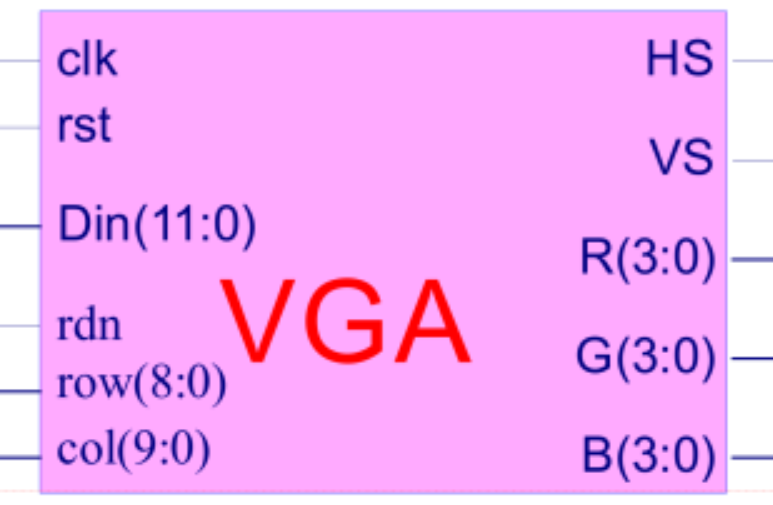 clk
HS
rst
VS
Din(11:0)
R(3:0)
rdn
VGA
row(8:0)
G(3:0)
col(9:0)
B(3:0)